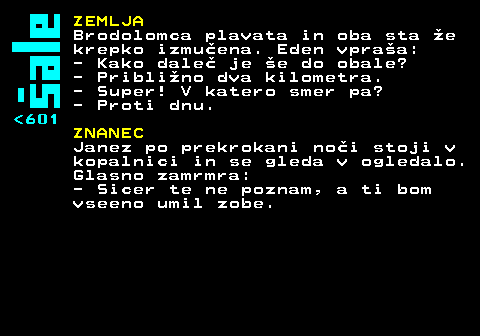 Šale
<601
ZEMLJA
Brodolomca plavata in oba sta že
krepko izmučena. Eden vpraša:
- Kako daleč je še do obale?
- Približno dva kilometra.
- Super! V katero smer pa?
- Proti dnu.
ZNANEC
Janez po prekrokani noči stoji v
kopalnici in se gleda v ogledalo.
Glasno zamrmra:
- Sicer te ne poznam, a ti bom
vseeno umil zobe.